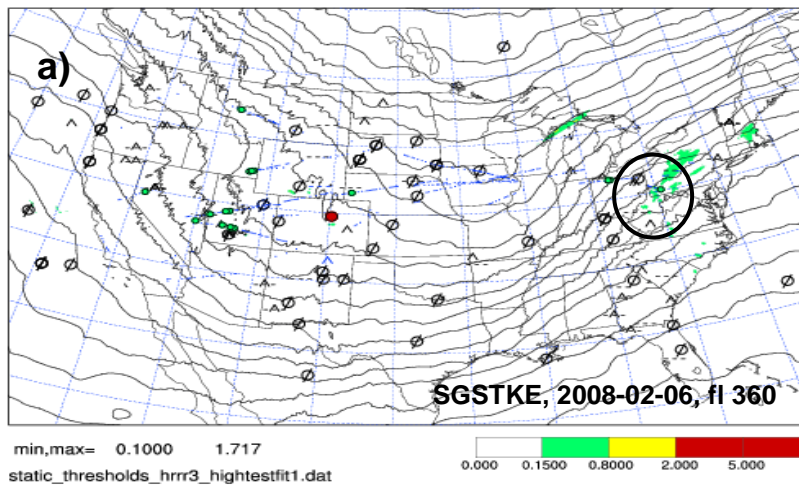 a)
SGSTKE, 2008-02-06, fl 360
min,max= 0.1000 1.717
0.000 0.1500 0.8000 2.000 5.000
static_thresholds_hrrr3_hightestfit1.dat